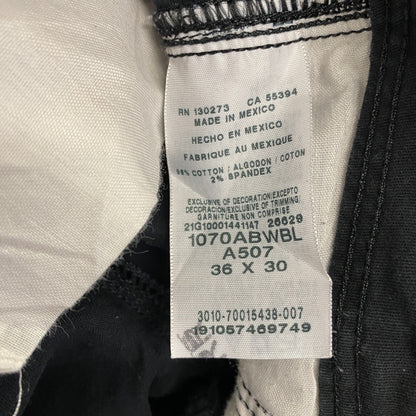 RN 130273 CA 55394
MADE IN MEXICO
HECHO EN MEXICO
FABRIQUE AU MEXIQUE
98% COTTON / ALGODON / COTON
2% SPANDEX
EXCLUSIVE OF DECORATION/EXCEPTO
DECORACION/EXCLUSIVE OF TRIMMING/
GARNITURE NON COMPRISE
21G100014411A7 26629
1070ABWBL
A507
36 X 30
3010-70015438-007
191057469749